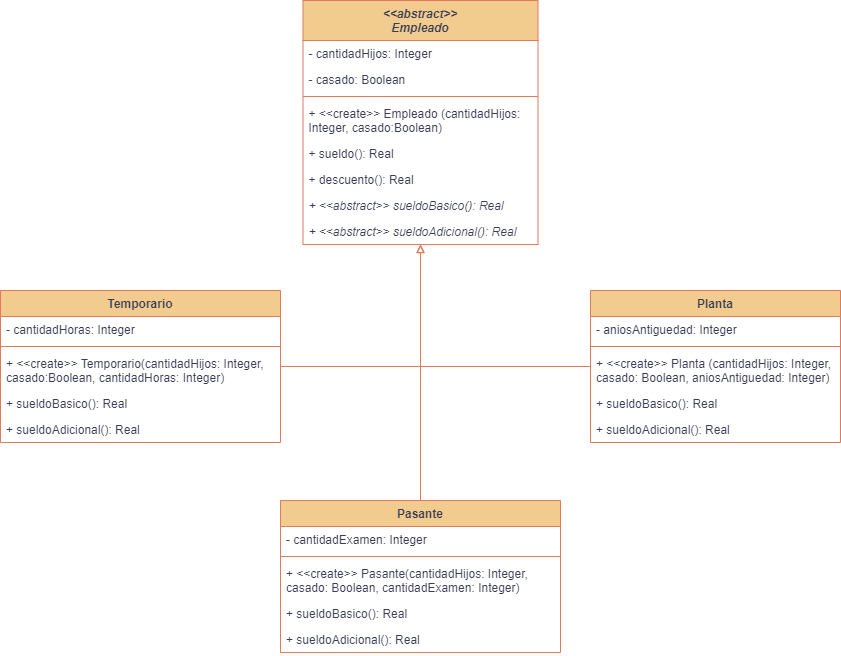 <<abstract>>
Empleado
- cantidadHijos: Integer
- casado: Boolean
+ <<create>> Empleado (cantidadHijos:
Integer, casado:Boolean)
+ sueldo(): Real
+ descuento(): Real
+ <<abstract>> sueldoBasico(): Real
+ <<abstract>> sueldoAdicional(): Real
Temporario
- cantidadHoras: Integer
+ <<create>> Temporario(cantidadHijos: Integer,
casado:Boolean, cantidadHoras: Integer)
+ sueldoBasico(): Real
+ sueldoAdicional(): Real
Planta
- aniosAntiguedad: Integer
+ <<create>> Planta (cantidadHijos: Integer,
casado: Boolean, aniosAntiguedad: Integer)
+ sueldoBasico(): Real
+ sueldoAdicional(): Real
Pasante
- cantidadExamen: Integer
+ <<create>> Pasante(cantidadHijos: Integer,
casado: Boolean, cantidadExamen: Integer)
+ sueldoBasico(): Real
+ sueldoAdicional(): Real